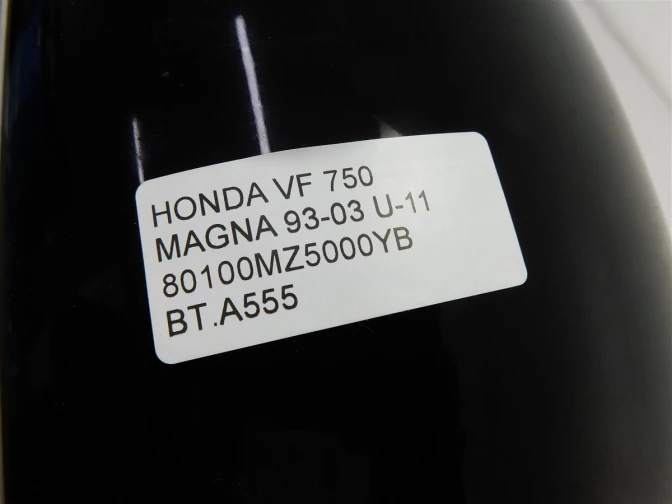 HONDA VF 750
MAGNA 93-03 U-11
80100MZ5000YB
BT.A555